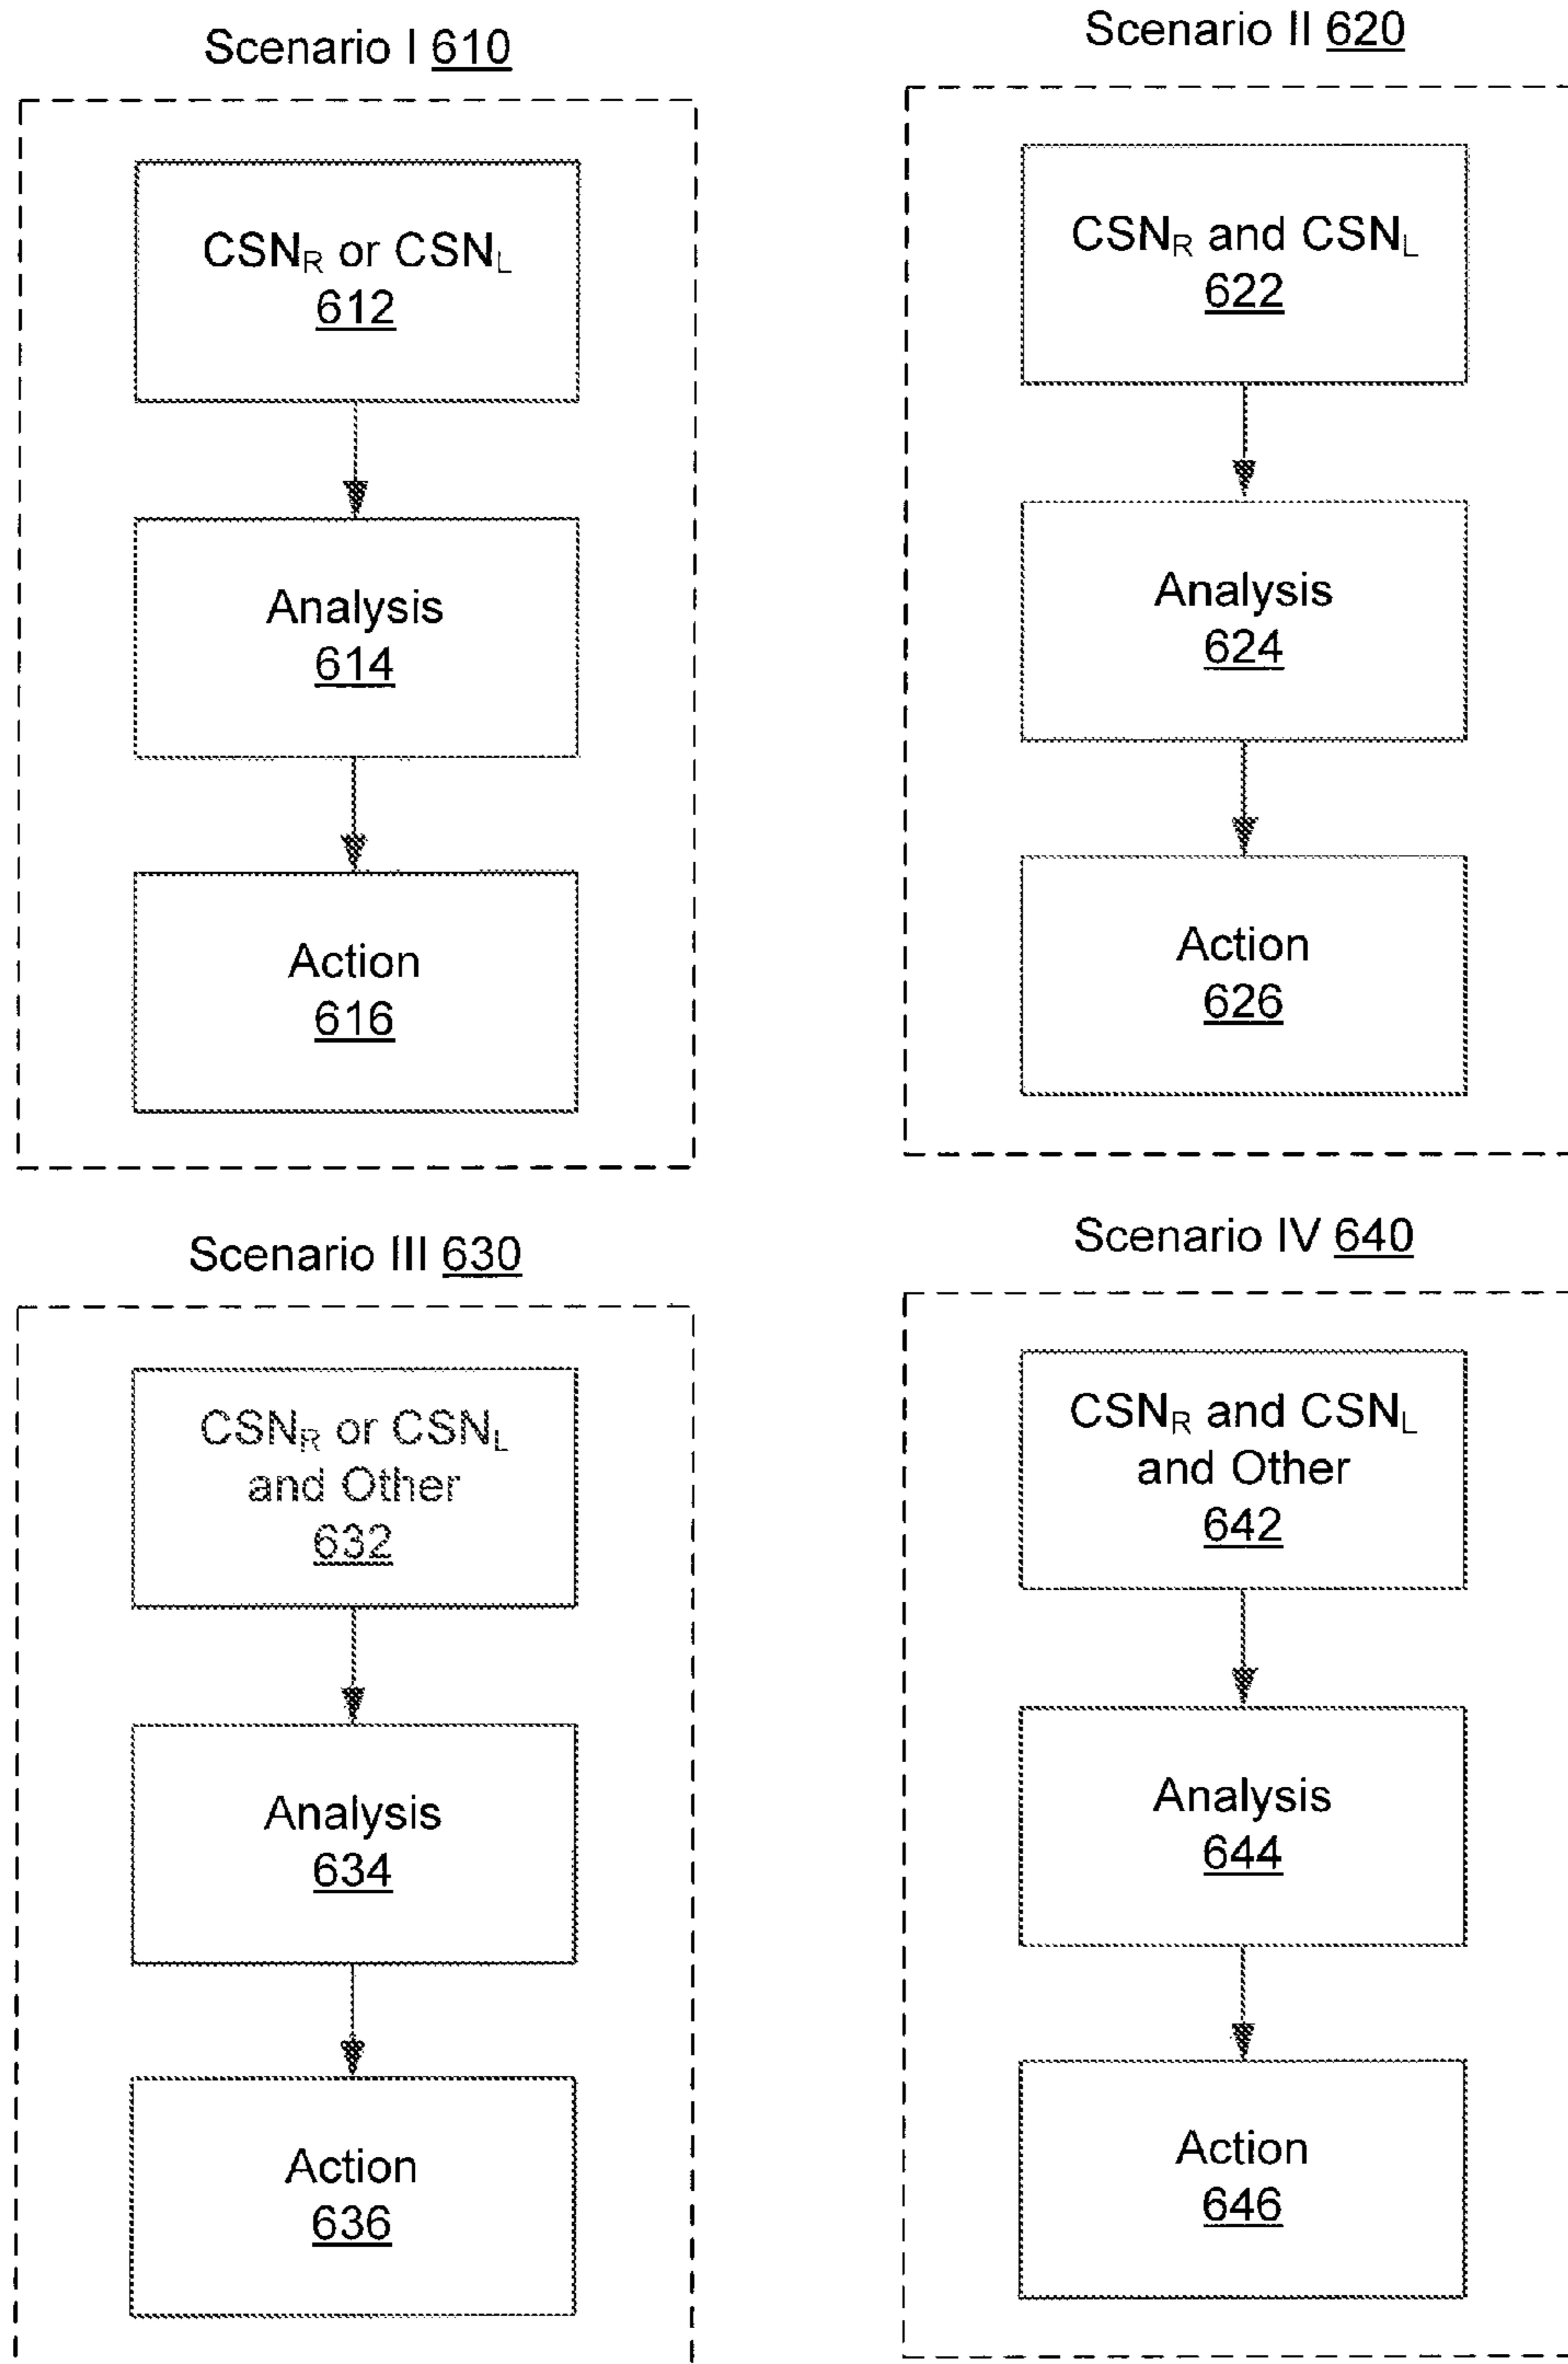 Scenario I 610
CSNR or CSNL
612
Analysis
614
Action
616
Scenario II 620
CSNR and CSNL
622
Analysis
624
Action
626
Scenario III 630
CSNR or CSNL
and Other
632
Analysis
634
Action
636
Scenario IV 640
CSNR and CSNL
and Other
642
Analysis
644
Action
646